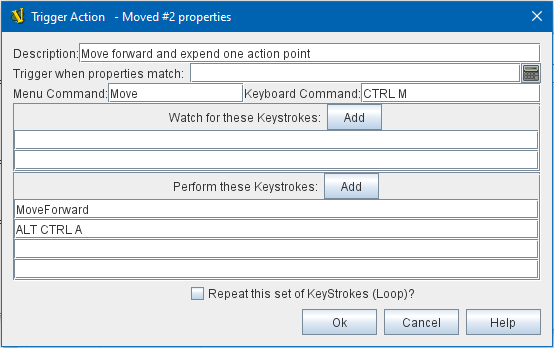 Trigger Action - Moved #2 properties
Description: Move forward and expend one action point
Trigger when properties match:
Menu Command: Move Keyboard Command: CTRL M
Watch for these Keystrokes: Add
Perform these Keystrokes: Add
MoveForward
ALT CTRL A
Repeat this set of KeyStrokes (Loop)?
Ok Cancel Help